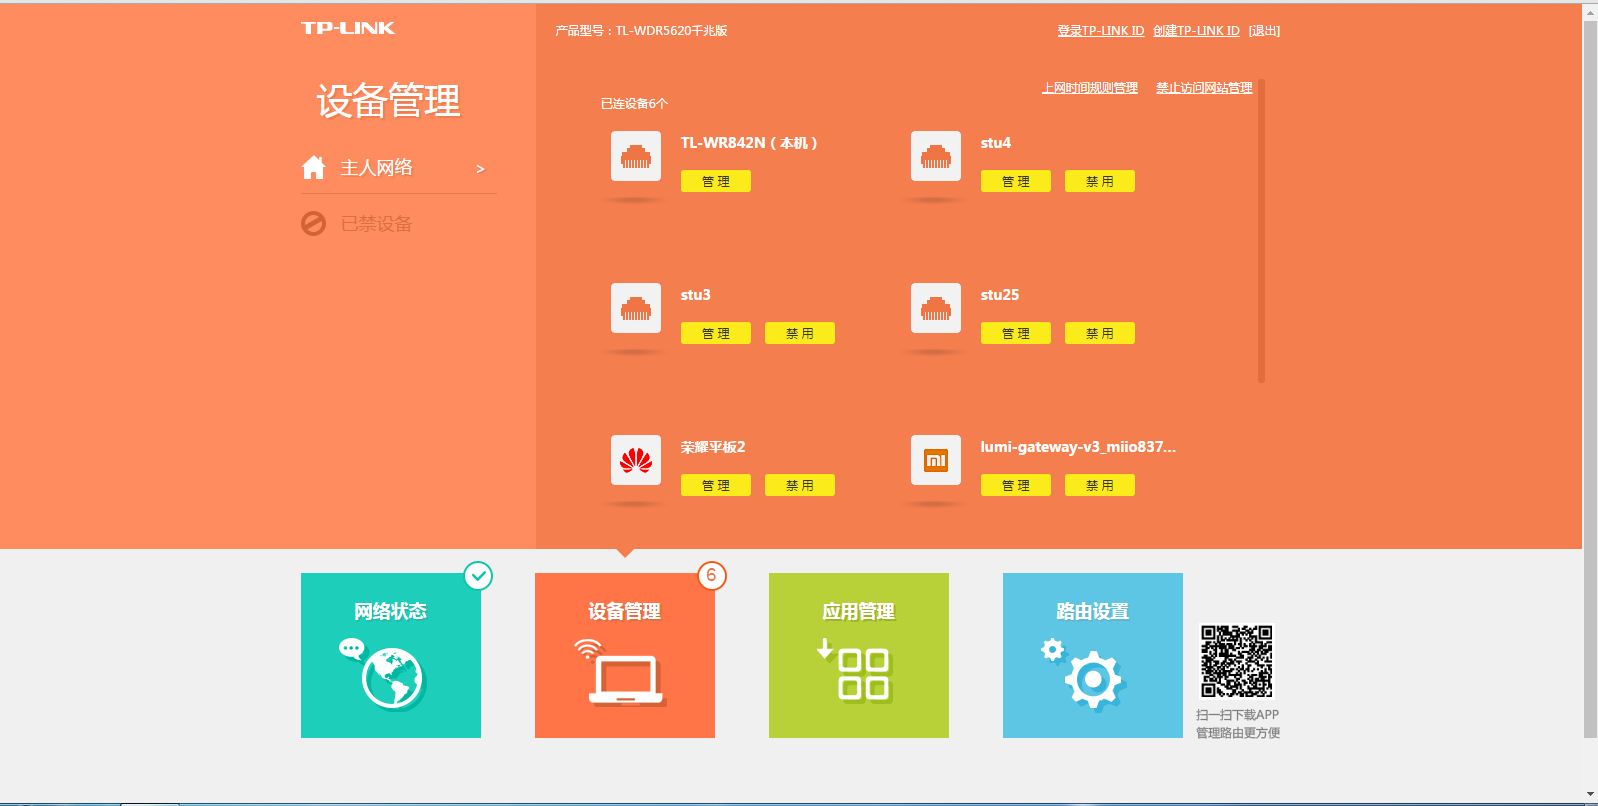 TP-LINK
产品型号：TL-WDR5620千兆版
登录TP-LINK ID 创建TP-LINK ID [退出]
设备管理
主人网络 >
已禁设备
上网时间规则管理 禁止访问网站管理
已连设备6个
TL-WR842N（本机）
管 理
stu4
管 理 禁 用
stu3
管 理 禁 用
stu25
管 理 禁 用
荣耀平板2
管 理 禁 用
lumi-gateway-v3_miio837...
管 理 禁 用
网络状态
6
设备管理
应用管理
路由设置
扫一扫下载APP
管理路由更方便